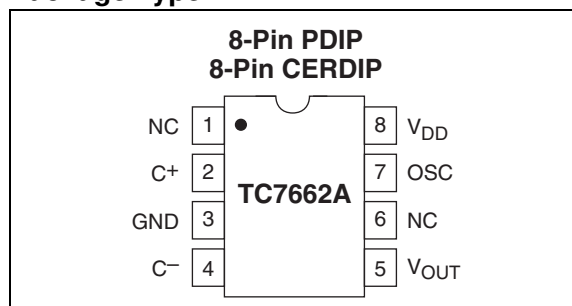 8-Pin PDIP
8-Pin CERDIP
NC 1 8 VDD
C+ 2 7 OSC
TC7662A
GND 3 6 NC
C– 4 5 VOUT